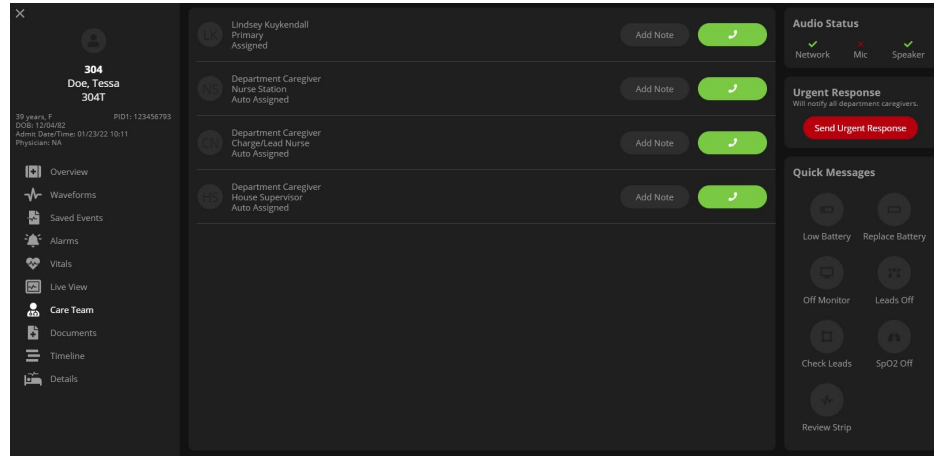 304
Doe, Tessa
304T
39 years, F PID1: 123456793
DOB: 12/04/82
Admit Date/Time: 01/23/22 10:11
Physician: NA
Overview
Waveforms
Saved Events
Alarms
Vitals
Live View
Care Team
Documents
Timeline
Details
LK
Lindsey Kuykendall
Primary
Assigned
Add Note
NS
Department Caregiver
Nurse Station
Auto Assigned
Add Note
CN
Department Caregiver
Charge/Lead Nurse
Auto Assigned
Add Note
HS
Department Caregiver
House Supervisor
Auto Assigned
Add Note
Audio Status
Network Mic Speaker
Urgent Response
Will notify all department caregivers.
Send Urgent Response
Quick Messages
Low Battery Replace Battery
Off Monitor Leads Off
Check Leads SpO2 Off
Review Strip